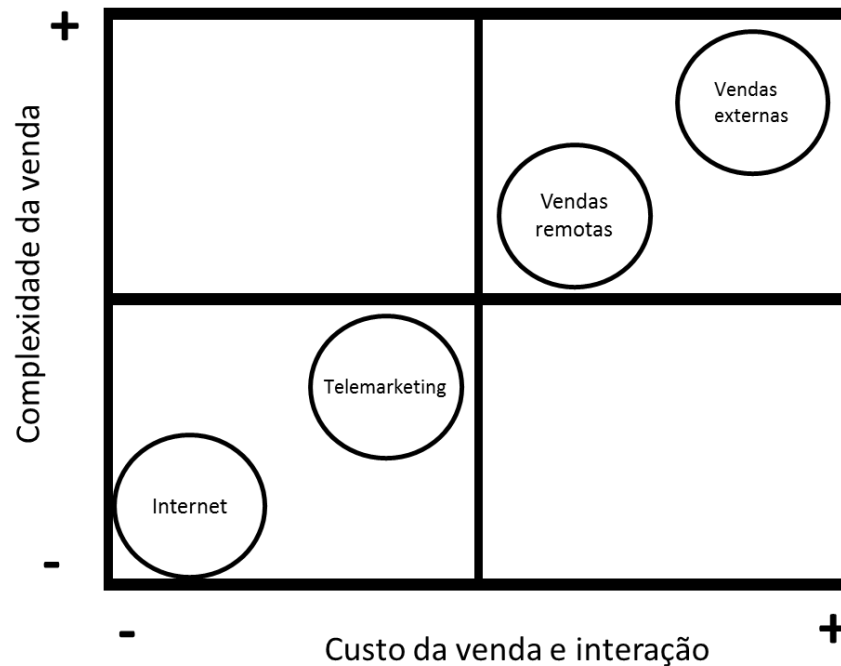 +
Complexidade da venda
-
Vendas
externas
Vendas
remotas
Telemarketing
Internet
-
+
Custo da venda e interação